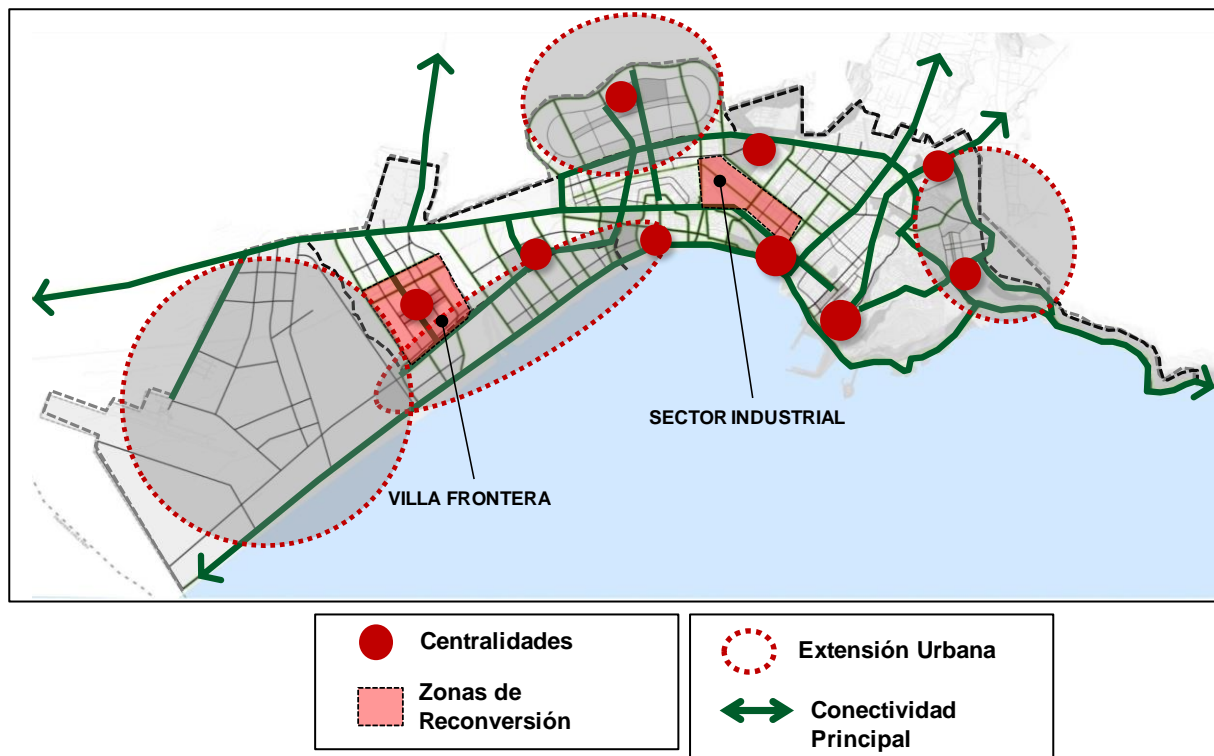 SECTOR INDUSTRIAL
VILLA FRONTERA
Centralidades
Zonas de
Reconversión
Extensión Urbana
Conectividad
Principal